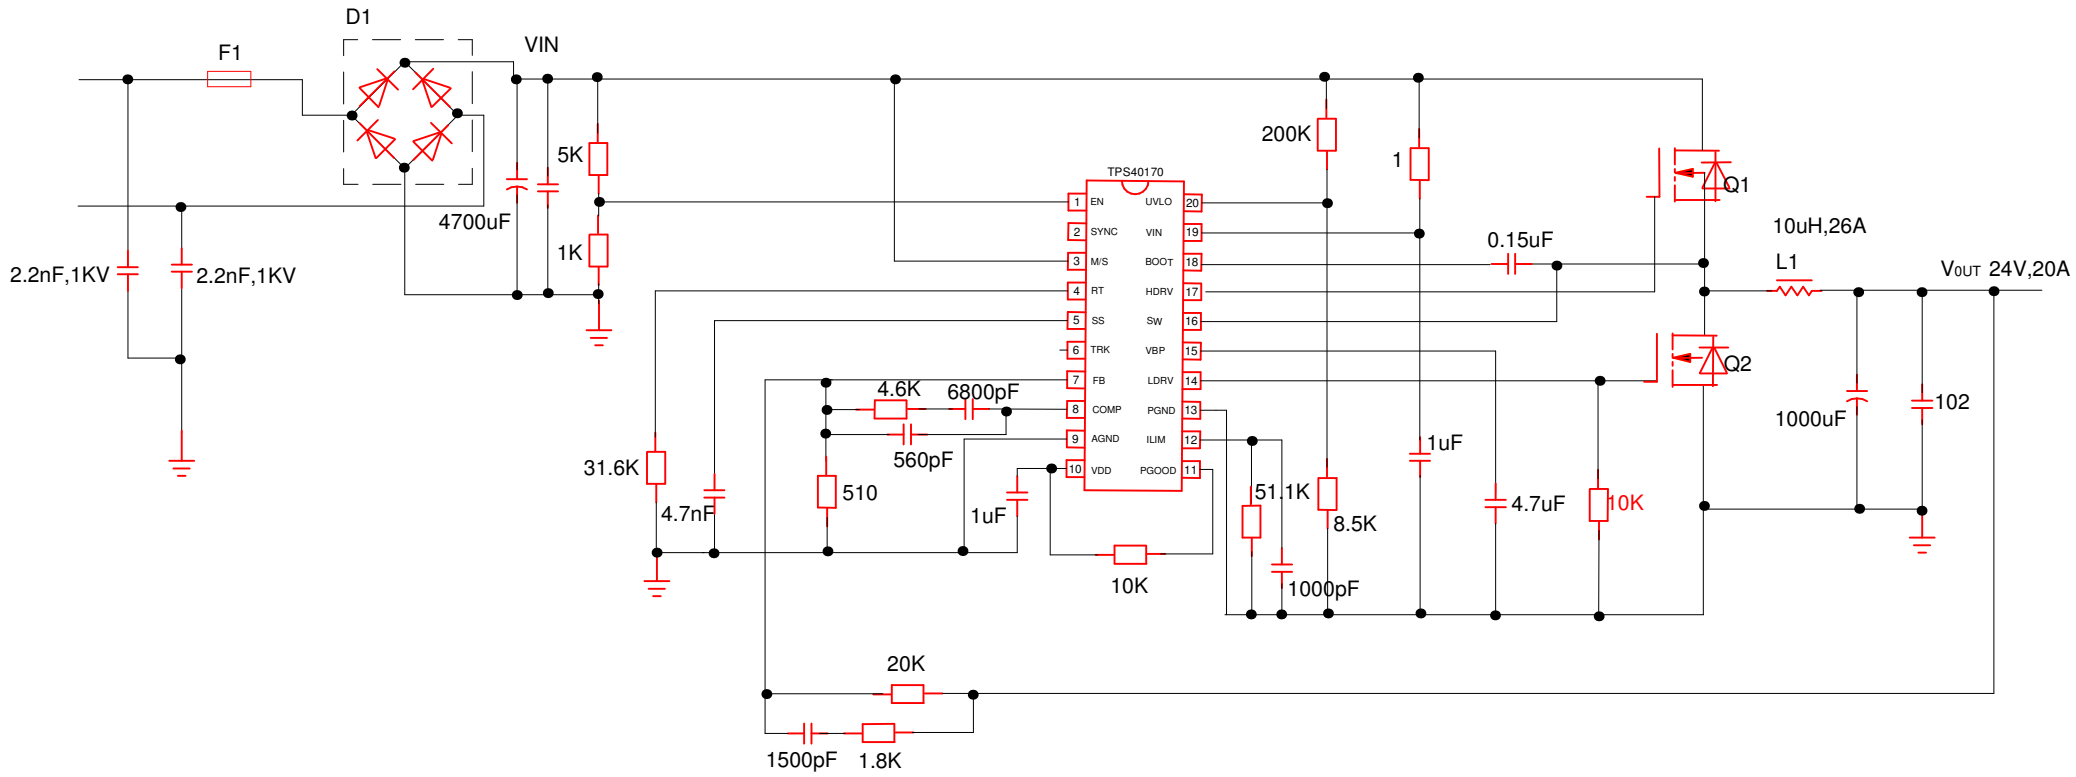 D1
F1
VIN
5K
200K
1
TPS40170
Q1
4700uF
1 EN UVLO 20
2 SYNC VIN 19
3 M/S BOOT 18
4 RT HDRV 17
5 SS SW 16
6 TRK VBP 15
7 FB LDRV 14
8 COMP PGND 13
9 AGND ILIM 12
10 VDD PGOOD 11
1K
0.15uF
10uH,26A
L1
VOUT 24V,20A
2.2nF,1KV
2.2nF,1KV
Q2
4.6K
6800pF
1000uF
102
560pF
1uF
31.6K
510
51.1K
4.7nF
1uF
8.5K
4.7uF
10K
10K
1000pF
20K
1500pF
1.8K